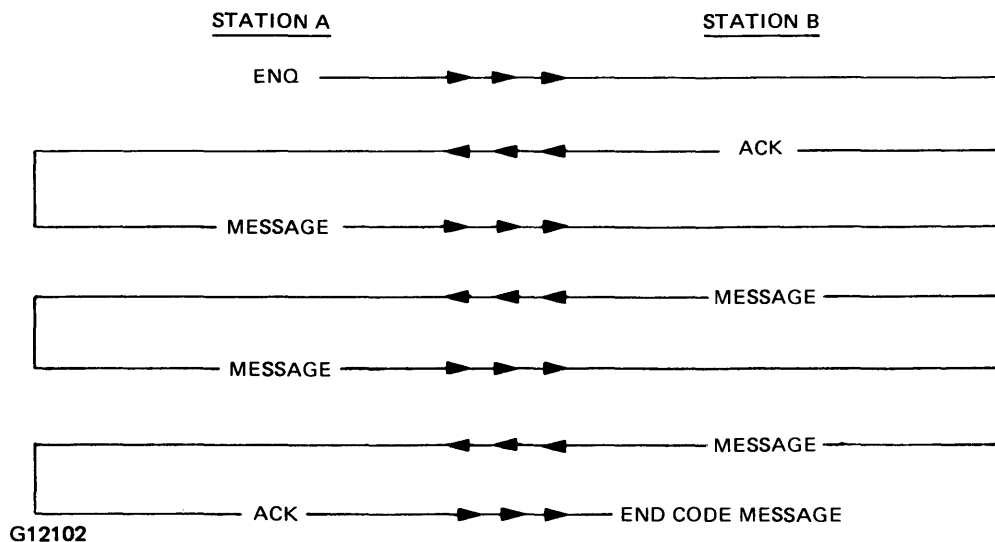 STATION A STATION B
ENQ
ACK
MESSAGE
MESSAGE
MESSAGE
MESSAGE
ACK END CODE MESSAGE
G12102